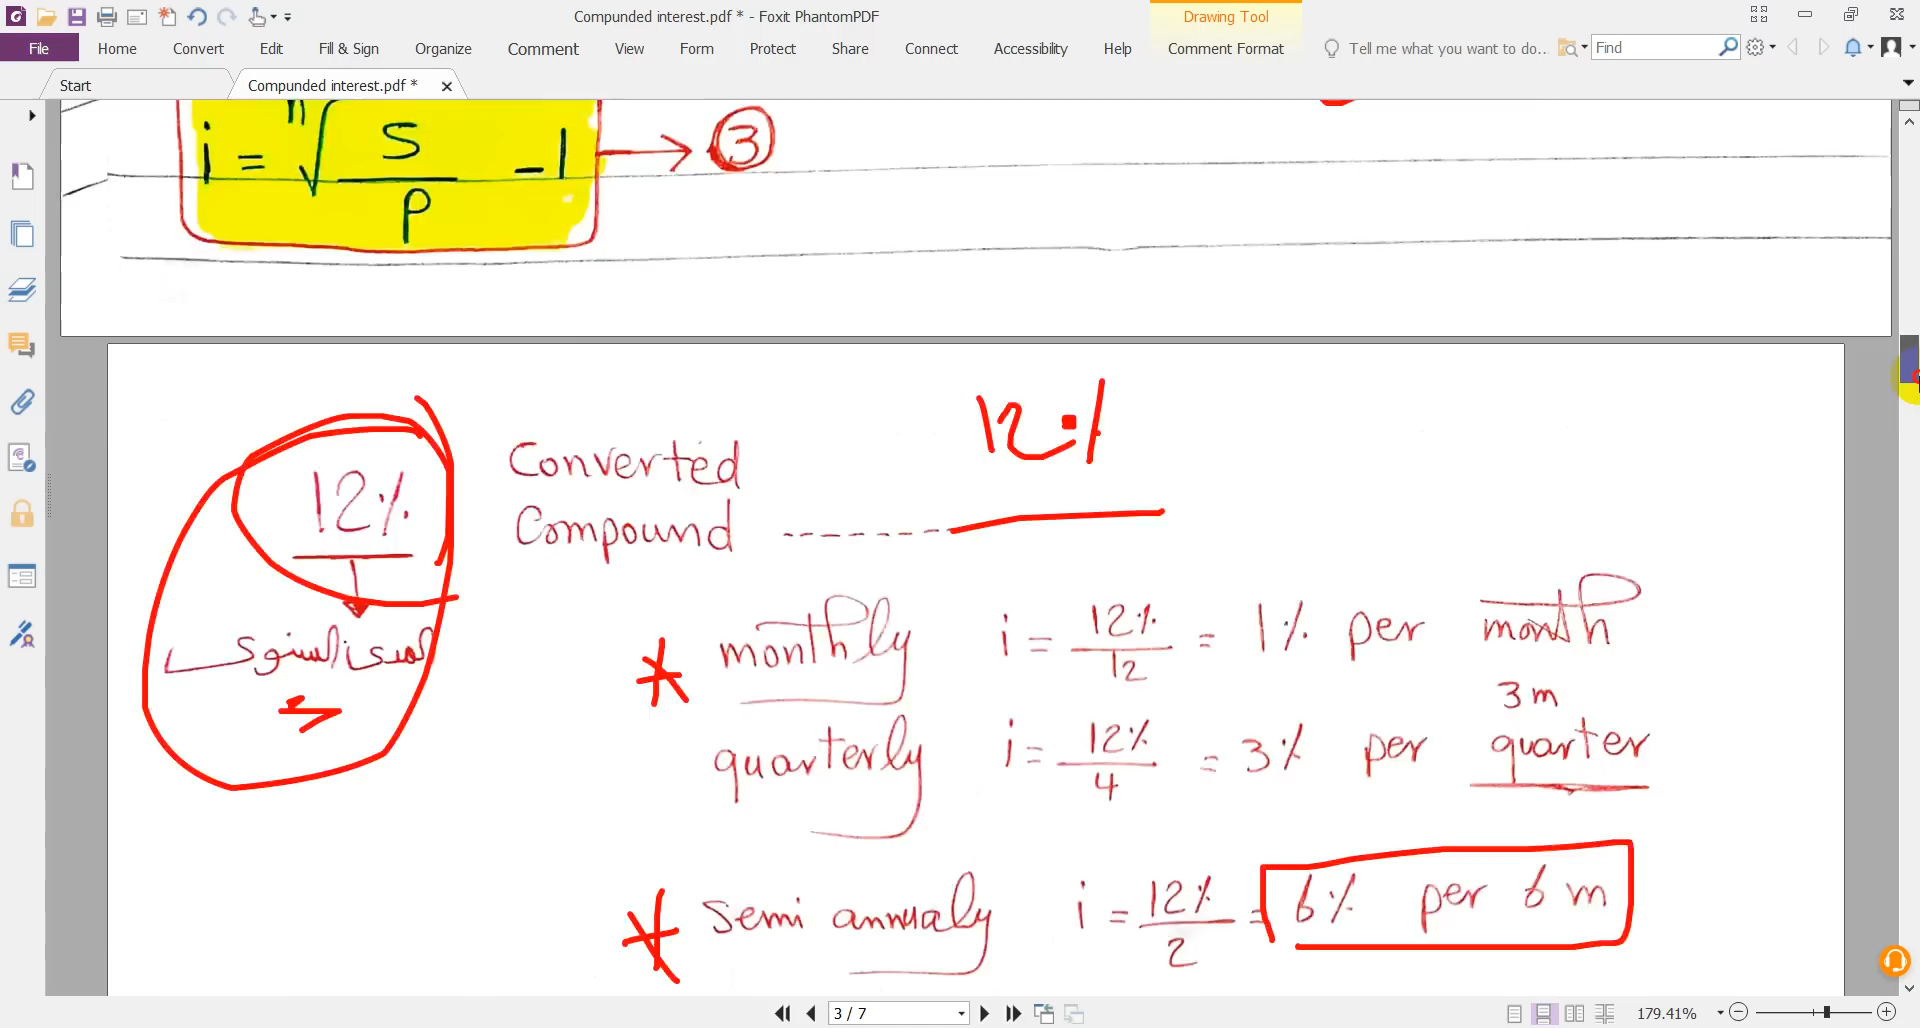 Compunded interest.pdf * - Foxit PhantomPDF
Drawing Tool
File Home Convert Edit Fill & Sign Organize Comment View Form Protect Share Connect Accessibility Help Comment Format Tell me what you want to do... Find
Start Compunded interest.pdf *
i = n√ S / P - 1 → 3
12%
12% Converted
Compound --------
monthly i = 12% / 12 = 1% per month
السنوي
3 m
quarterly i = 12% / 4 = 3% per quarter
semi annualy i = 12% / 2 = 6% per 6 m
3 / 7
179.41%